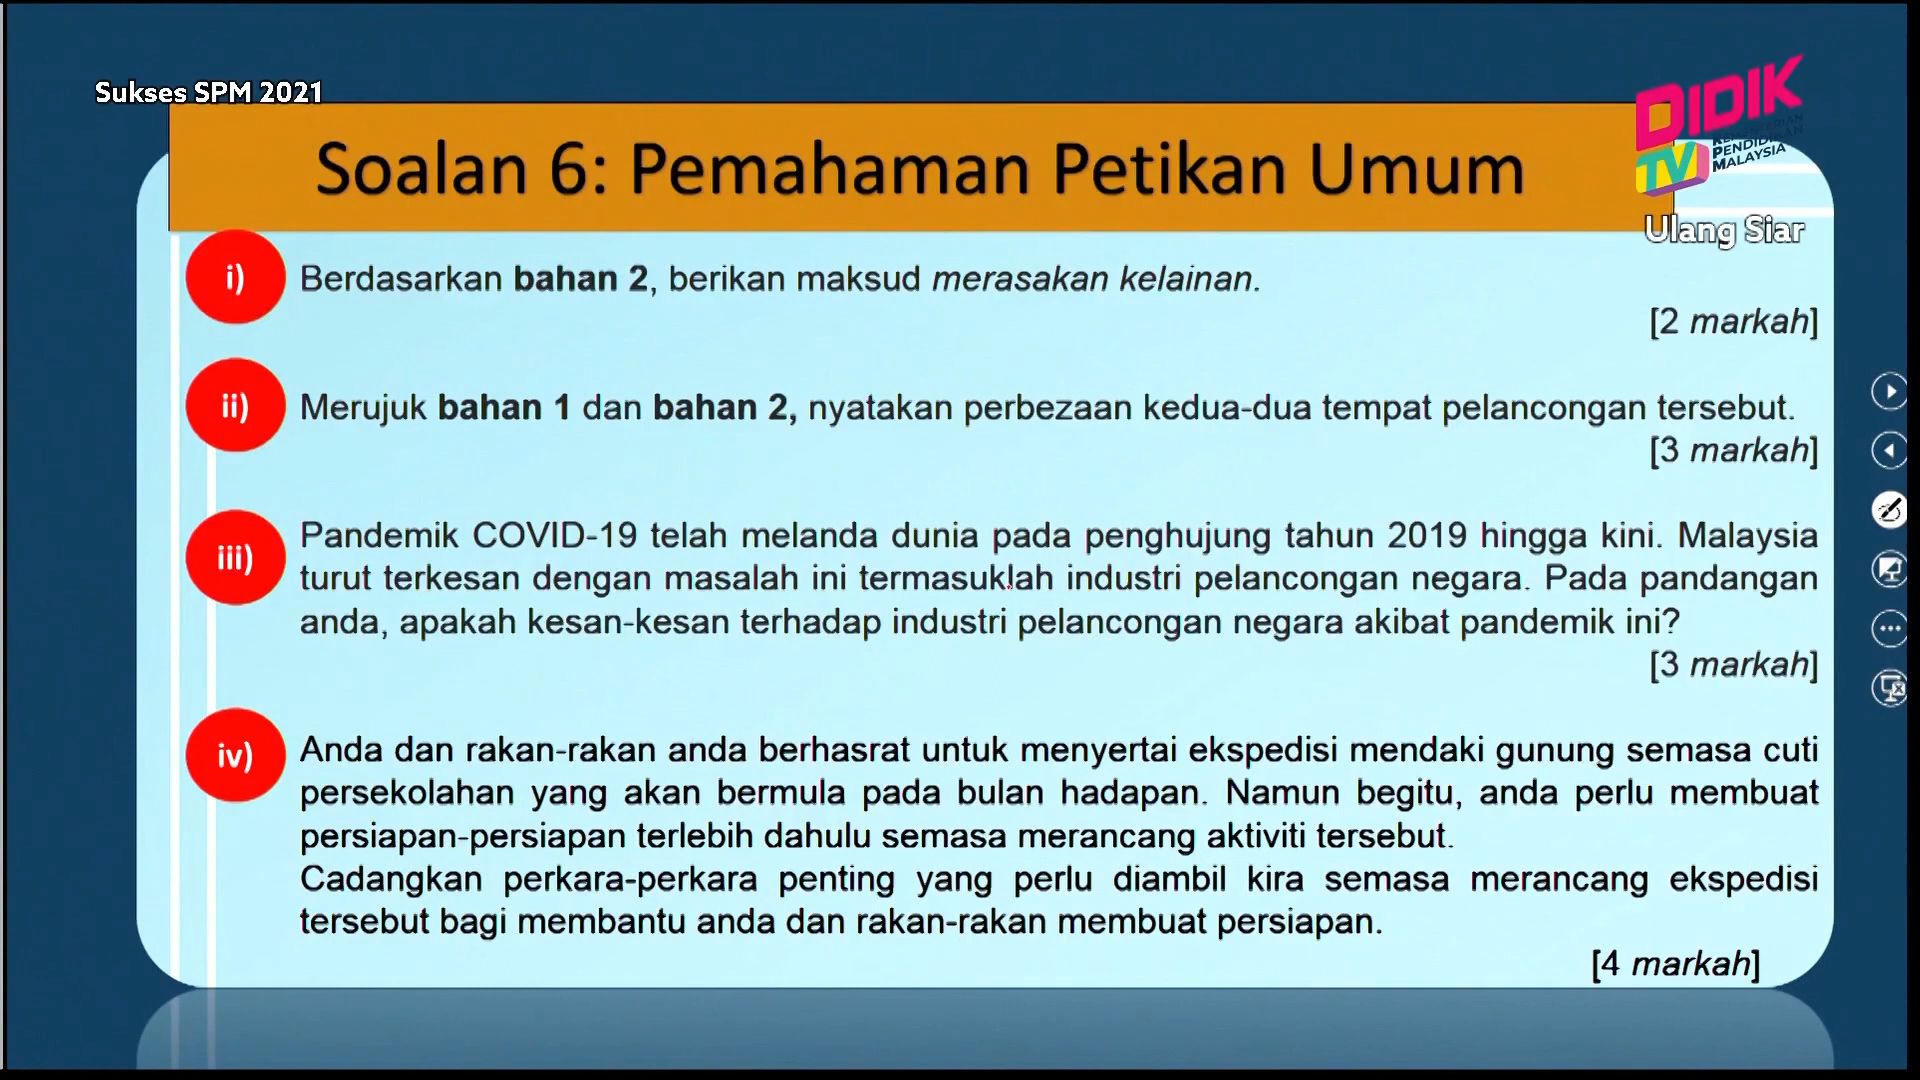 Sukses SPM 2021
DIDIK
TV
KEMENTERIAN
PENDIDIKAN
MALAYSIA
Ulang Siar
Soalan 6: Pemahaman Petikan Umum
i)
Berdasarkan bahan 2, berikan maksud merasakan kelainan.
[2 markah]
ii)
Merujuk bahan 1 dan bahan 2, nyatakan perbezaan kedua-dua tempat pelancongan tersebut.
[3 markah]
iii)
Pandemik COVID-19 telah melanda dunia pada penghujung tahun 2019 hingga kini. Malaysia
turut terkesan dengan masalah ini termasuklah industri pelancongan negara. Pada pandangan
anda, apakah kesan-kesan terhadap industri pelancongan negara akibat pandemik ini?
[3 markah]
iv)
Anda dan rakan-rakan anda berhasrat untuk menyertai ekspedisi mendaki gunung semasa cuti
persekolahan yang akan bermula pada bulan hadapan. Namun begitu, anda perlu membuat
persiapan-persiapan terlebih dahulu semasa merancang aktiviti tersebut.
Cadangkan perkara-perkara penting yang perlu diambil kira semasa merancang ekspedisi
tersebut bagi membantu anda dan rakan-rakan membuat persiapan.
[4 markah]